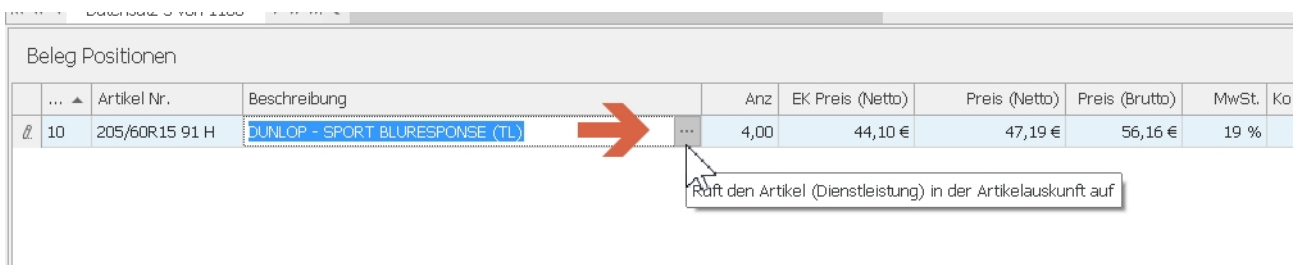 Beleg Positionen
... Artikel Nr. Beschreibung Anz EK Preis (Netto) Preis (Netto) Preis (Brutto) MwSt. Ko
10 205/60R15 91 H DUNLOP - SPORT BLURESPONSE (TL) ... 4,00 44,10 € 47,19 € 56,16 € 19 %
Ruft den Artikel (Dienstleistung) in der Artikelauskunft auf